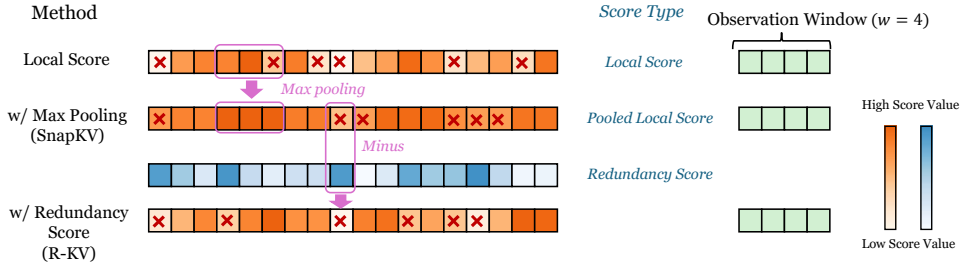 Method
Score Type
Observation Window (w = 4)
Local Score
Local Score
Max pooling
w/ Max Pooling
(SnapKV)
Pooled Local Score
High Score Value
Minus
Redundancy Score
w/ Redundancy
Score
(R-KV)
Low Score Value